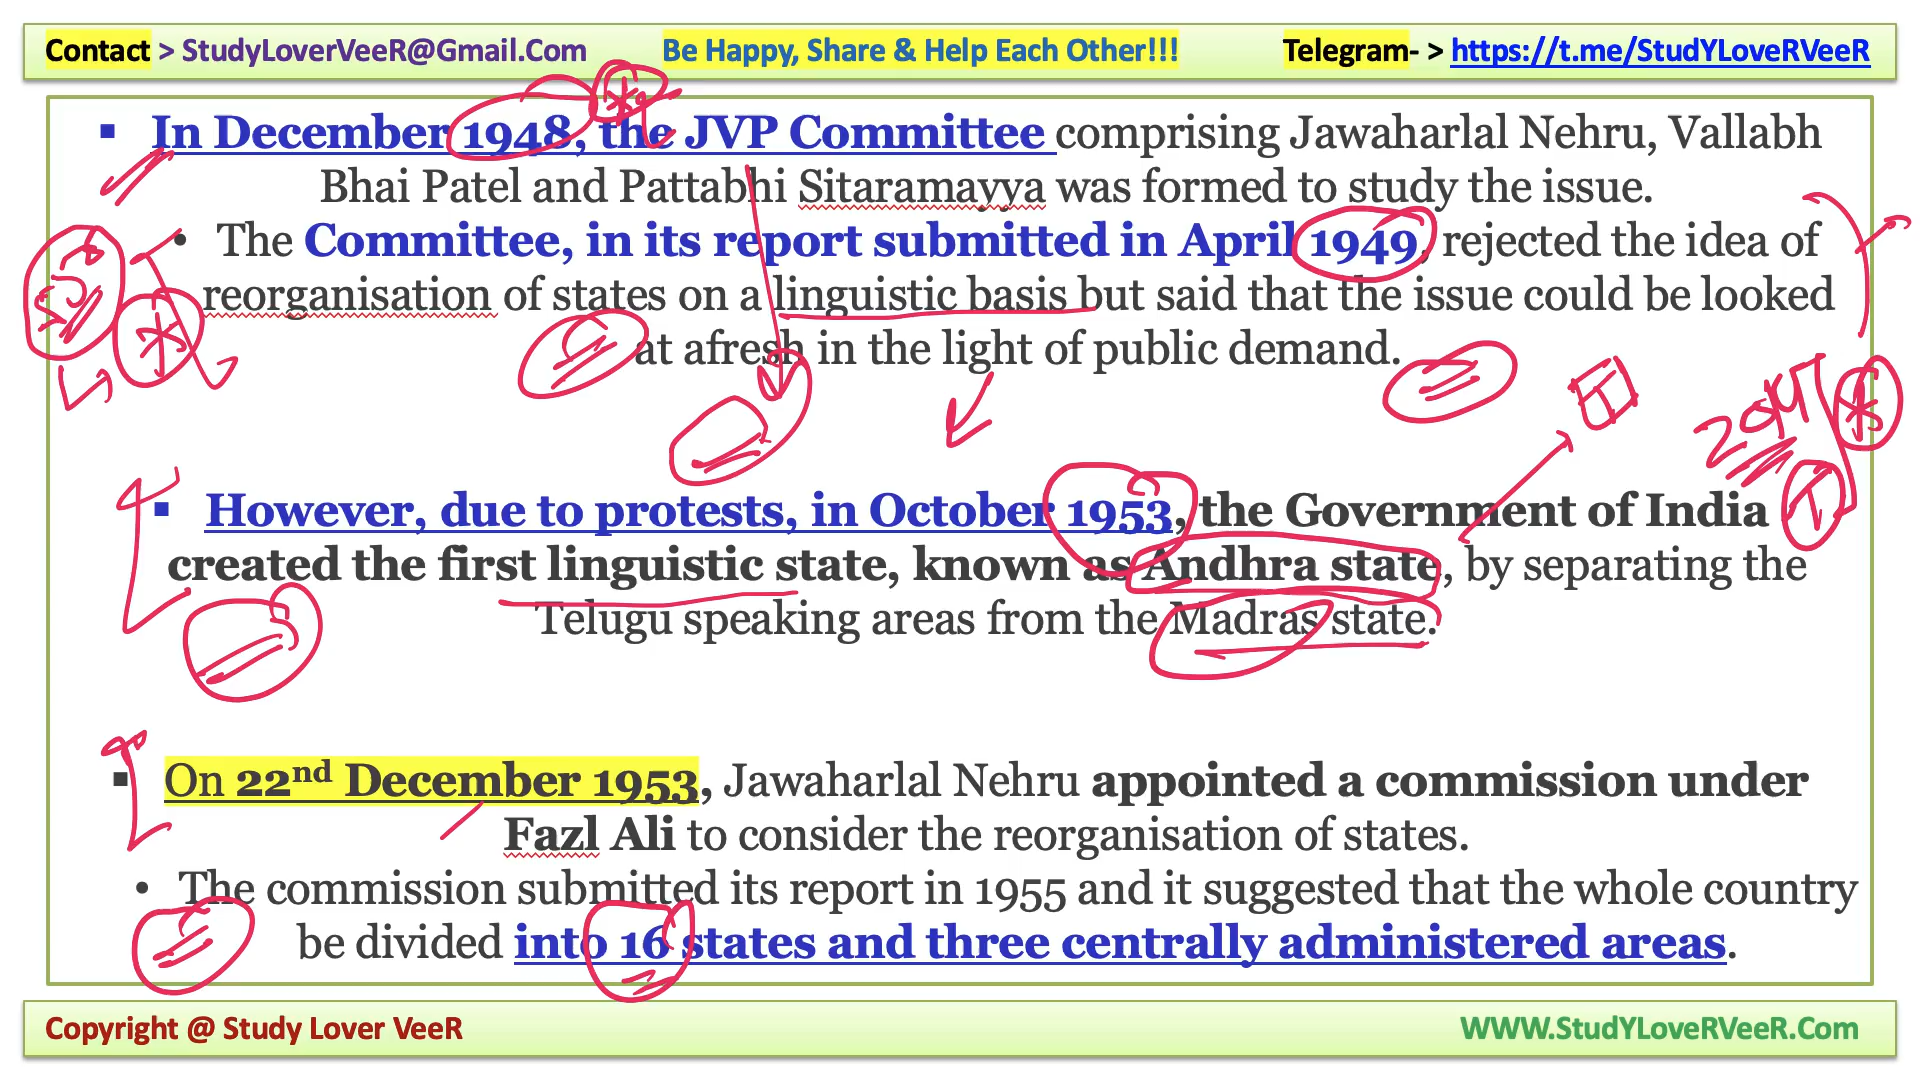 Contact > StudyLoverVeeR@Gmail.Com Be Happy, Share & Help Each Other!!! Telegram- > https://t.me/StudYLoveRVeeR
▪ In December 1948, the JVP Committee comprising Jawaharlal Nehru, Vallabh
Bhai Patel and Pattabhi Sitaramayya was formed to study the issue.
• The Committee, in its report submitted in April 1949, rejected the idea of
reorganisation of states on a linguistic basis but said that the issue could be looked
at afresh in the light of public demand.
2014
▪ However, due to protests, in October 1953, the Government of India
created the first linguistic state, known as Andhra state, by separating the
Telugu speaking areas from the Madras state.
▪ On 22nd December 1953, Jawaharlal Nehru appointed a commission under
Fazl Ali to consider the reorganisation of states.
• The commission submitted its report in 1955 and it suggested that the whole country
be divided into 16 states and three centrally administered areas.
Copyright @ Study Lover VeeR WWW.StudYLoveRVeeR.Com